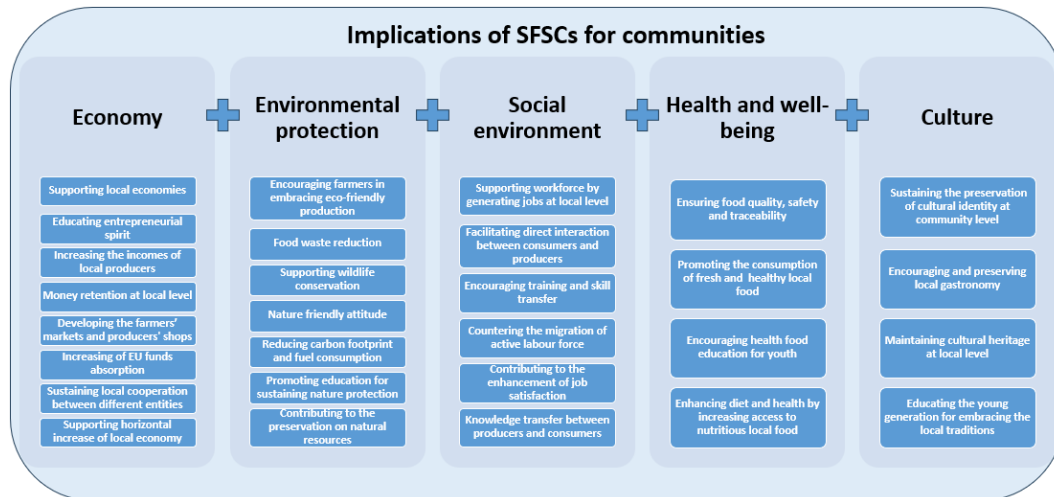 Implications of SFSCs for communities
Economy
Supporting local economies
Educating entrepreneurial
spirit
Increasing the incomes of
local producers
Money retention at local level
Developing the farmers'
markets and producers' shops
Increasing of EU funds
absorption
Sustaining local cooperation
between different entities
Supporting horizontal
increase of local economy
Environmental
protection
Encouraging farmers in
embracing eco-friendly
production
Food waste reduction
Supporting wildlife
conservation
Nature friendly attitude
Reducing carbon footprint
and fuel consumption
Promoting education for
sustaining nature protection
Contributing to the
preservation on natural
resources
Social
environment
Supporting workforce by
generating jobs at local level
Facilitating direct interaction
between consumers and
producers
Encouraging training and skill
transfer
Countering the migration of
active labour force
Contributing to the
enhancement of job
satisfaction
Knowledge transfer between
producers and consumers
Health and well-
being
Ensuring food quality, safety
and traceability
Promoting the consumption
of fresh and healthy local
food
Encouraging health food
education for youth
Enhancing diet and health by
increasing access to
nutritious local food
Culture
Sustaining the preservation
of cultural identity at
community level
Encouraging and preserving
local gastronomy
Maintaining cultural heritage
at local level
Educating the young
generation for embracing the
local traditions